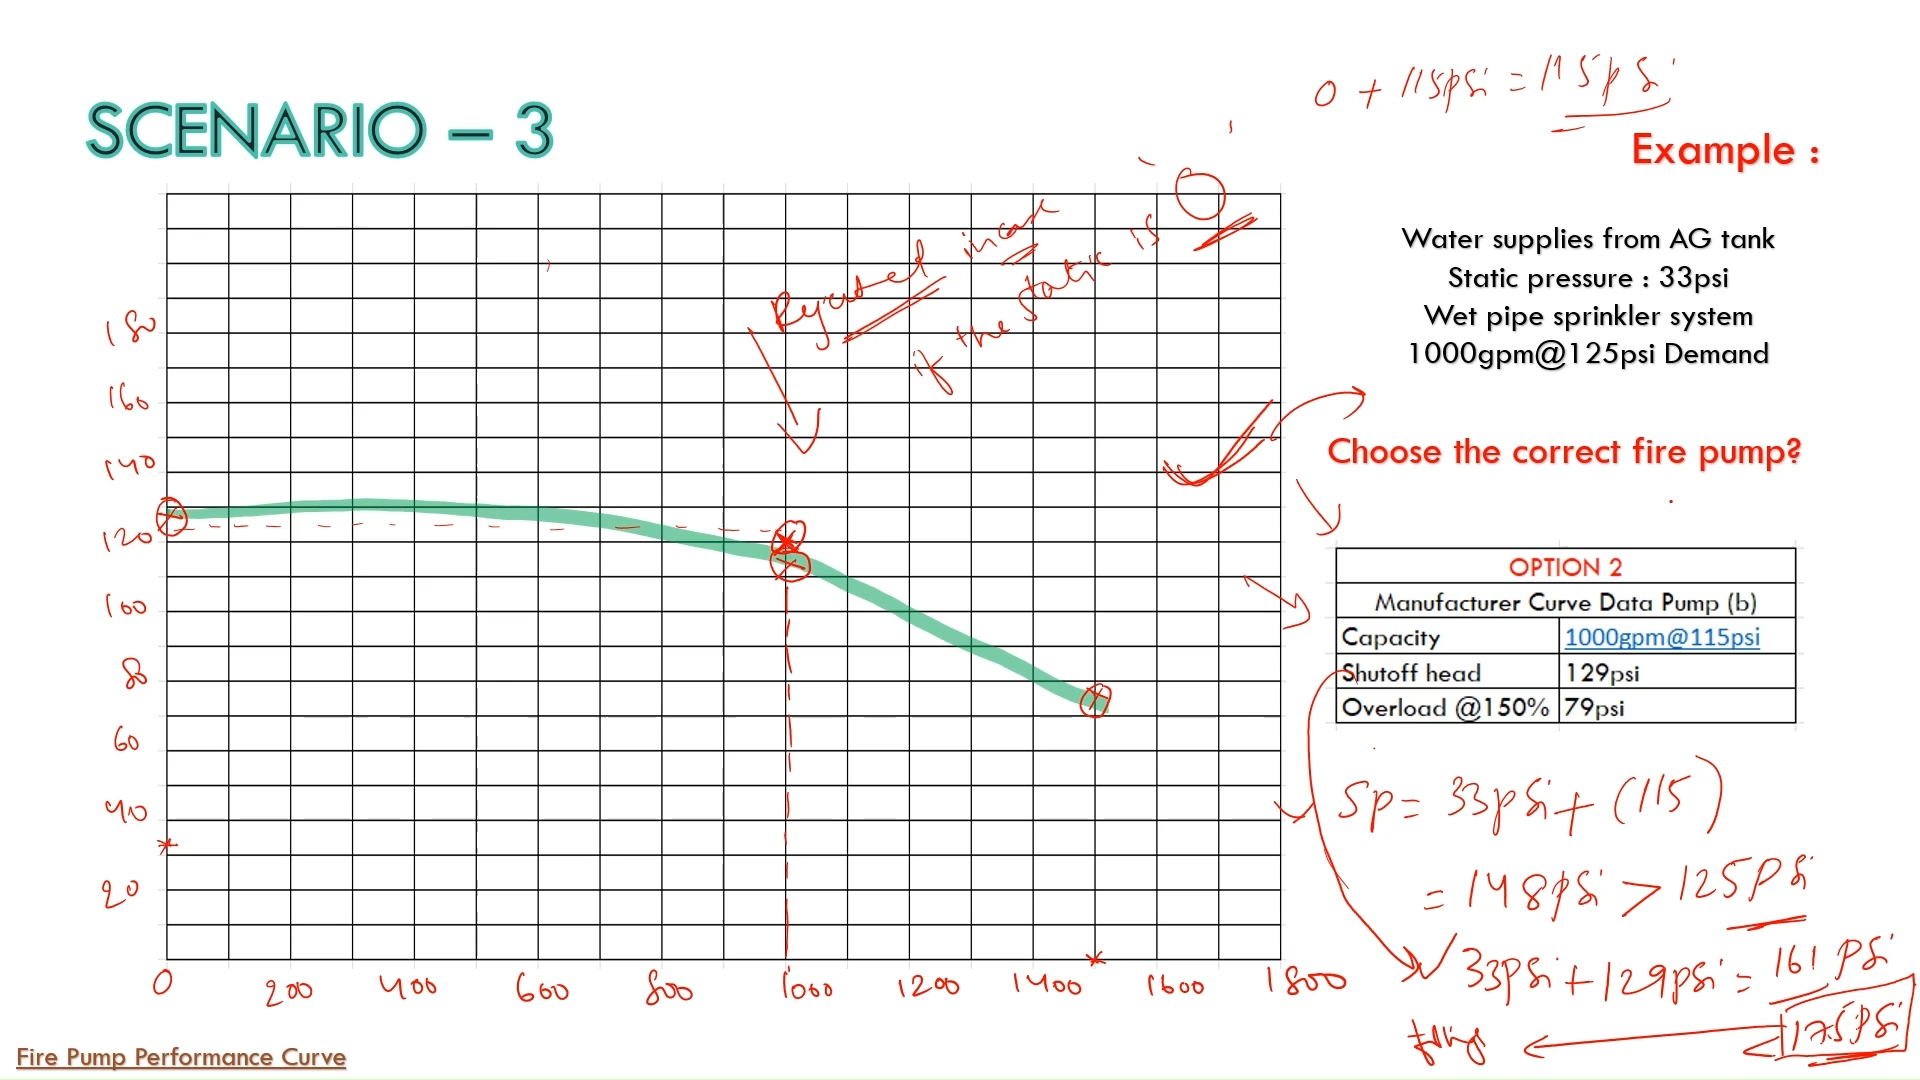 0 + 115psi = 115psi
SCENARIO – 3
Example :
Rejected incase
if the static is 0
Water supplies from AG tank
Static pressure : 33psi
Wet pipe sprinkler system
1000gpm@125psi Demand
Choose the correct fire pump?
180
160
140
120
100
80
60
40
20
0 200 400 600 800 1000 1200 1400 1600 1800
OPTION 2
Manufacturer Curve Data Pump (b)
Capacity 1000gpm@115psi
Shutoff head 129psi
Overload @150% 79psi
SP = 33psi + (115)
= 148psi > 125psi
33psi + 129psi = 161 psi
175psi
Fire Pump Performance Curve